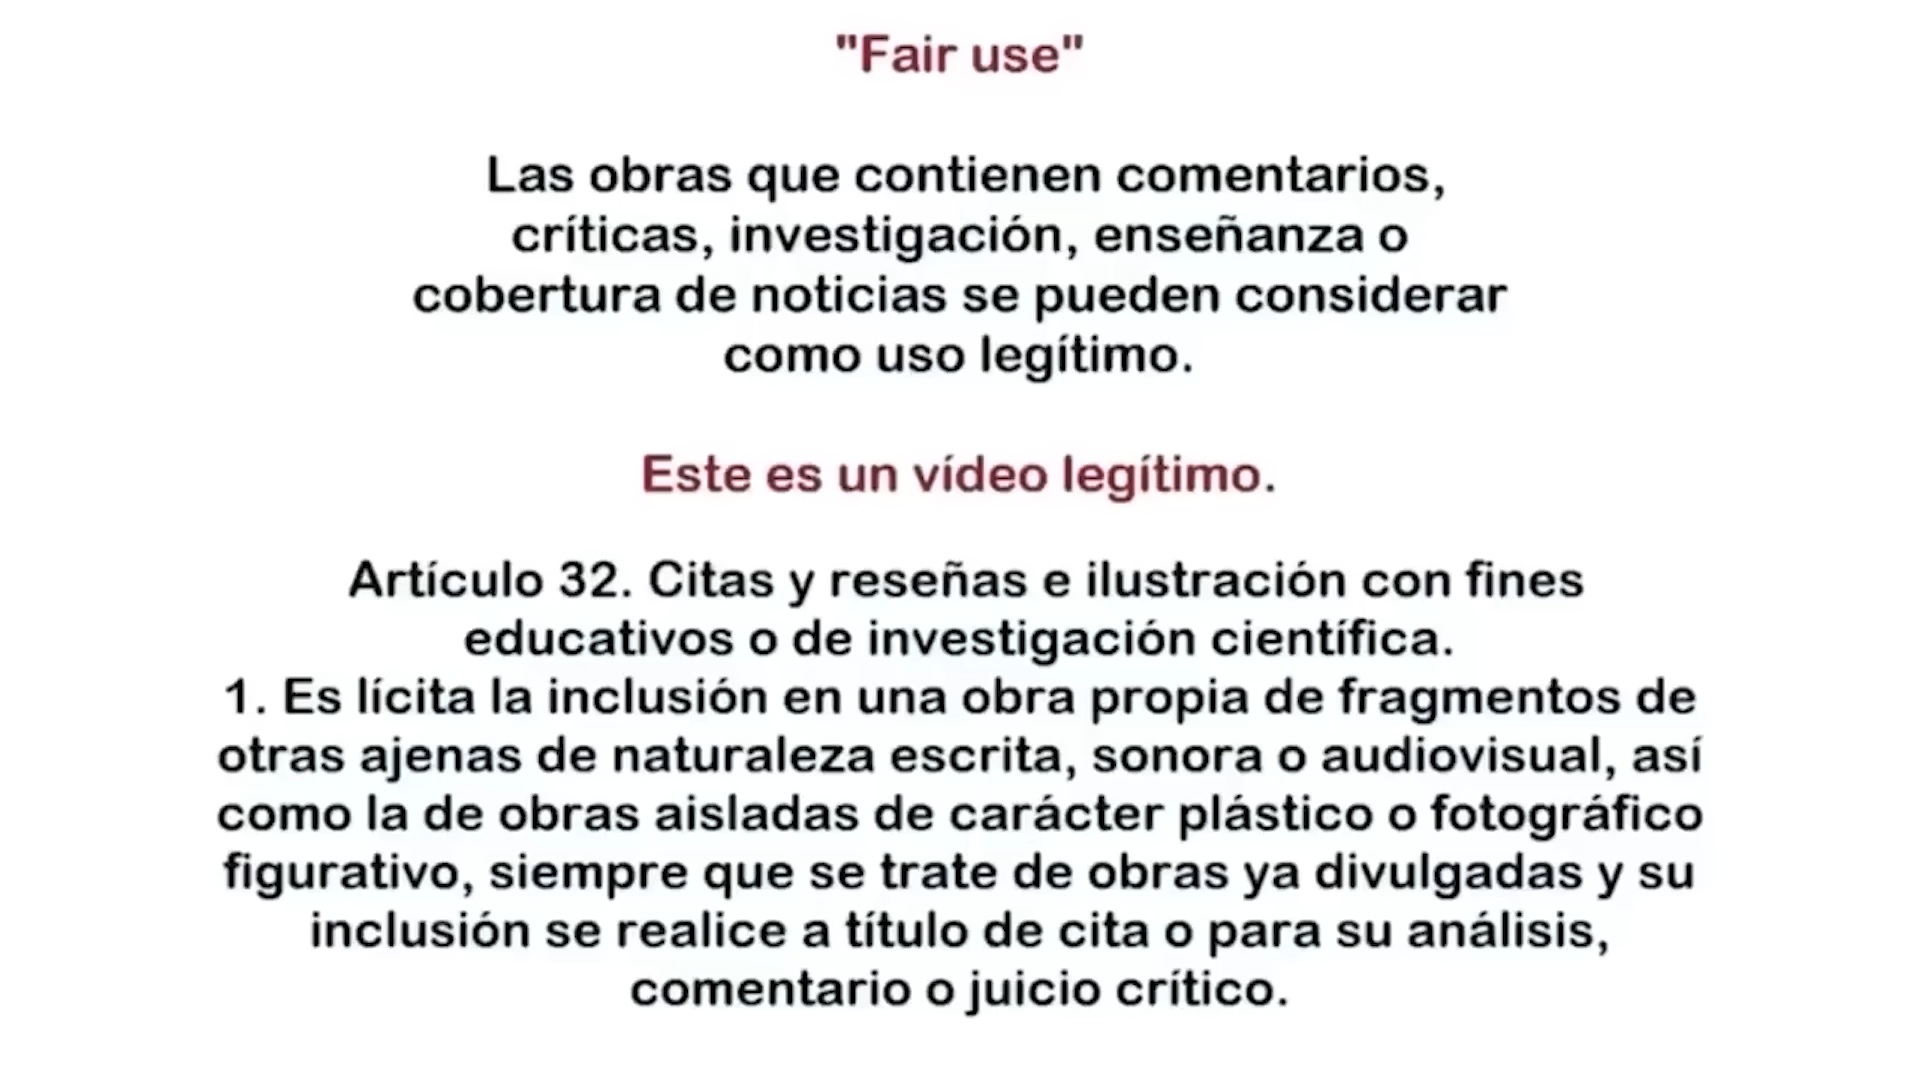 "Fair use"
Las obras que contienen comentarios,
críticas, investigación, enseñanza o
cobertura de noticias se pueden considerar
como uso legítimo.
Este es un vídeo legítimo.
Artículo 32. Citas y reseñas e ilustración con fines
educativos o de investigación científica.
1. Es lícita la inclusión en una obra propia de fragmentos de
otras ajenas de naturaleza escrita, sonora o audiovisual, así
como la de obras aisladas de carácter plástico o fotográfico
figurativo, siempre que se trate de obras ya divulgadas y su
inclusión se realice a título de cita o para su análisis,
comentario o juicio crítico.